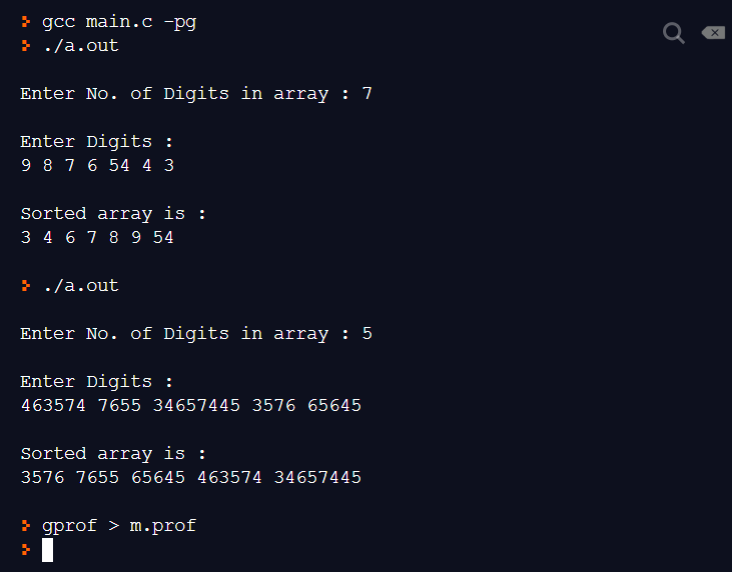 gcc main.c -pg
./a.out
Enter No. of Digits in array : 7
Enter Digits :
9 8 7 6 54 4 3
Sorted array is :
3 4 6 7 8 9 54
./a.out
Enter No. of Digits in array : 5
Enter Digits :
463574 7655 34657445 3576 65645
Sorted array is :
3576 7655 65645 463574 34657445
gprof > m.prof